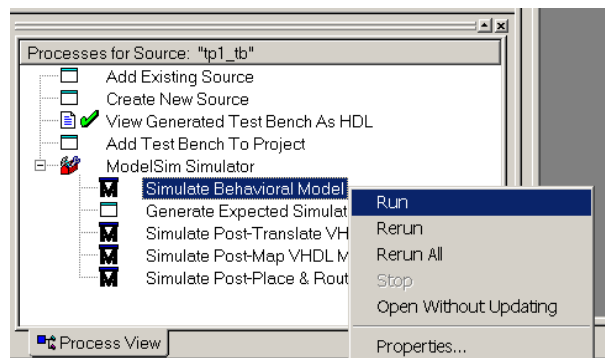 Processes for Source: "tp1_tb"
Add Existing Source
Create New Source
View Generated Test Bench As HDL
Add Test Bench To Project
ModelSim Simulator
Simulate Behavioral Model
Generate Expected Simulat
Simulate Post-Translate VH
Simulate Post-Map VHDL M
Simulate Post-Place & Rout
Run
Rerun
Rerun All
Stop
Open Without Updating
Properties...
Process View